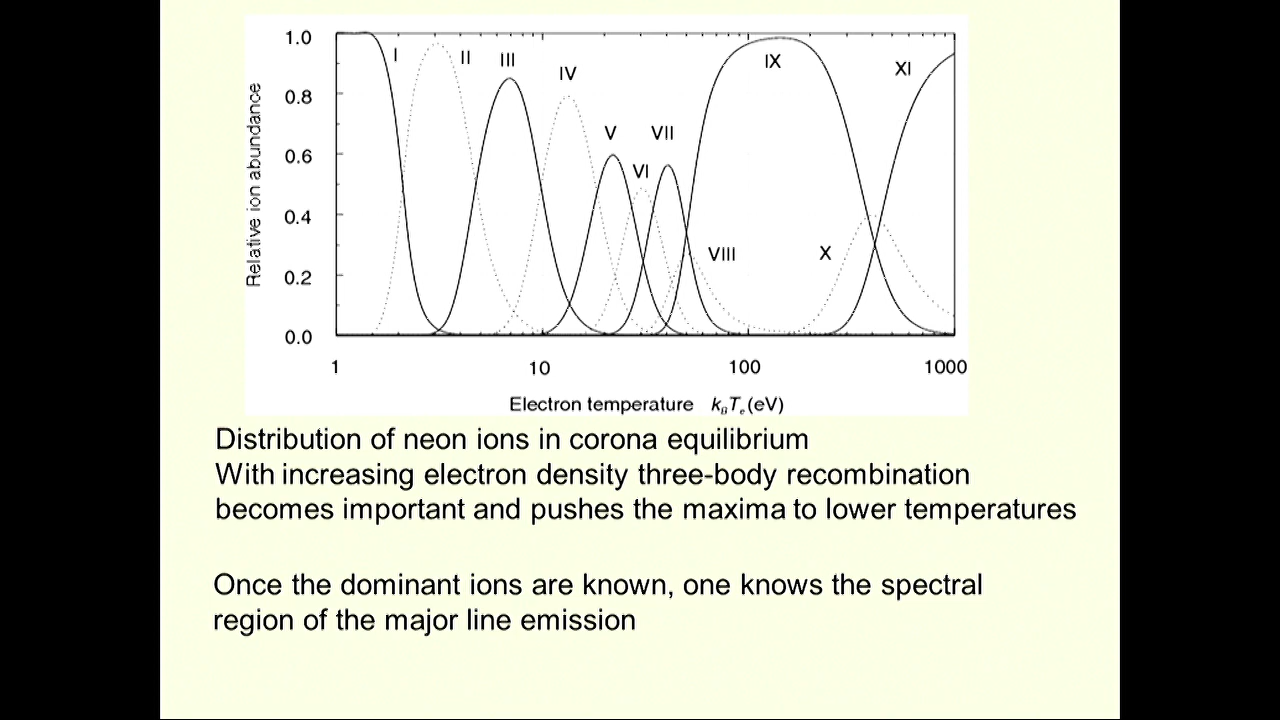 1.0
0.8
0.6
0.4
0.2
0.0
Relative ion abundance
I
II
III
IV
V
VI
VII
VIII
IX
X
XI
1 10 100 1000
Electron temperature k_BT_e(eV)
Distribution of neon ions in corona equilibrium
With increasing electron density three-body recombination
becomes important and pushes the maxima to lower temperatures
Once the dominant ions are known, one knows the spectral
region of the major line emission